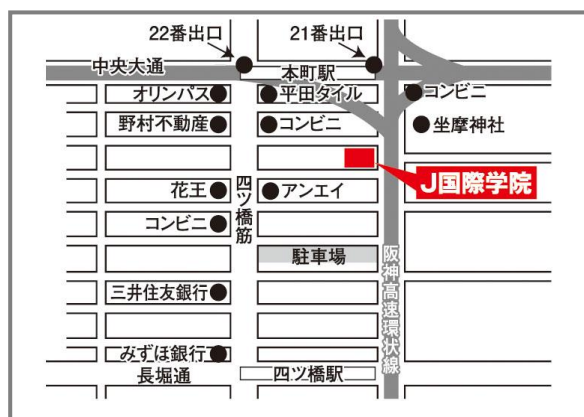 22番出口
21番出口
中央大通
本町駅
オリンパス
平田タイル
コンビニ
野村不動産
コンビニ
坐摩神社
J国際学院
花王
四ツ橋筋
アンエイ
コンビニ
駐車場
阪神高速環状線
三井住友銀行
みずほ銀行
長堀通
四ツ橋駅